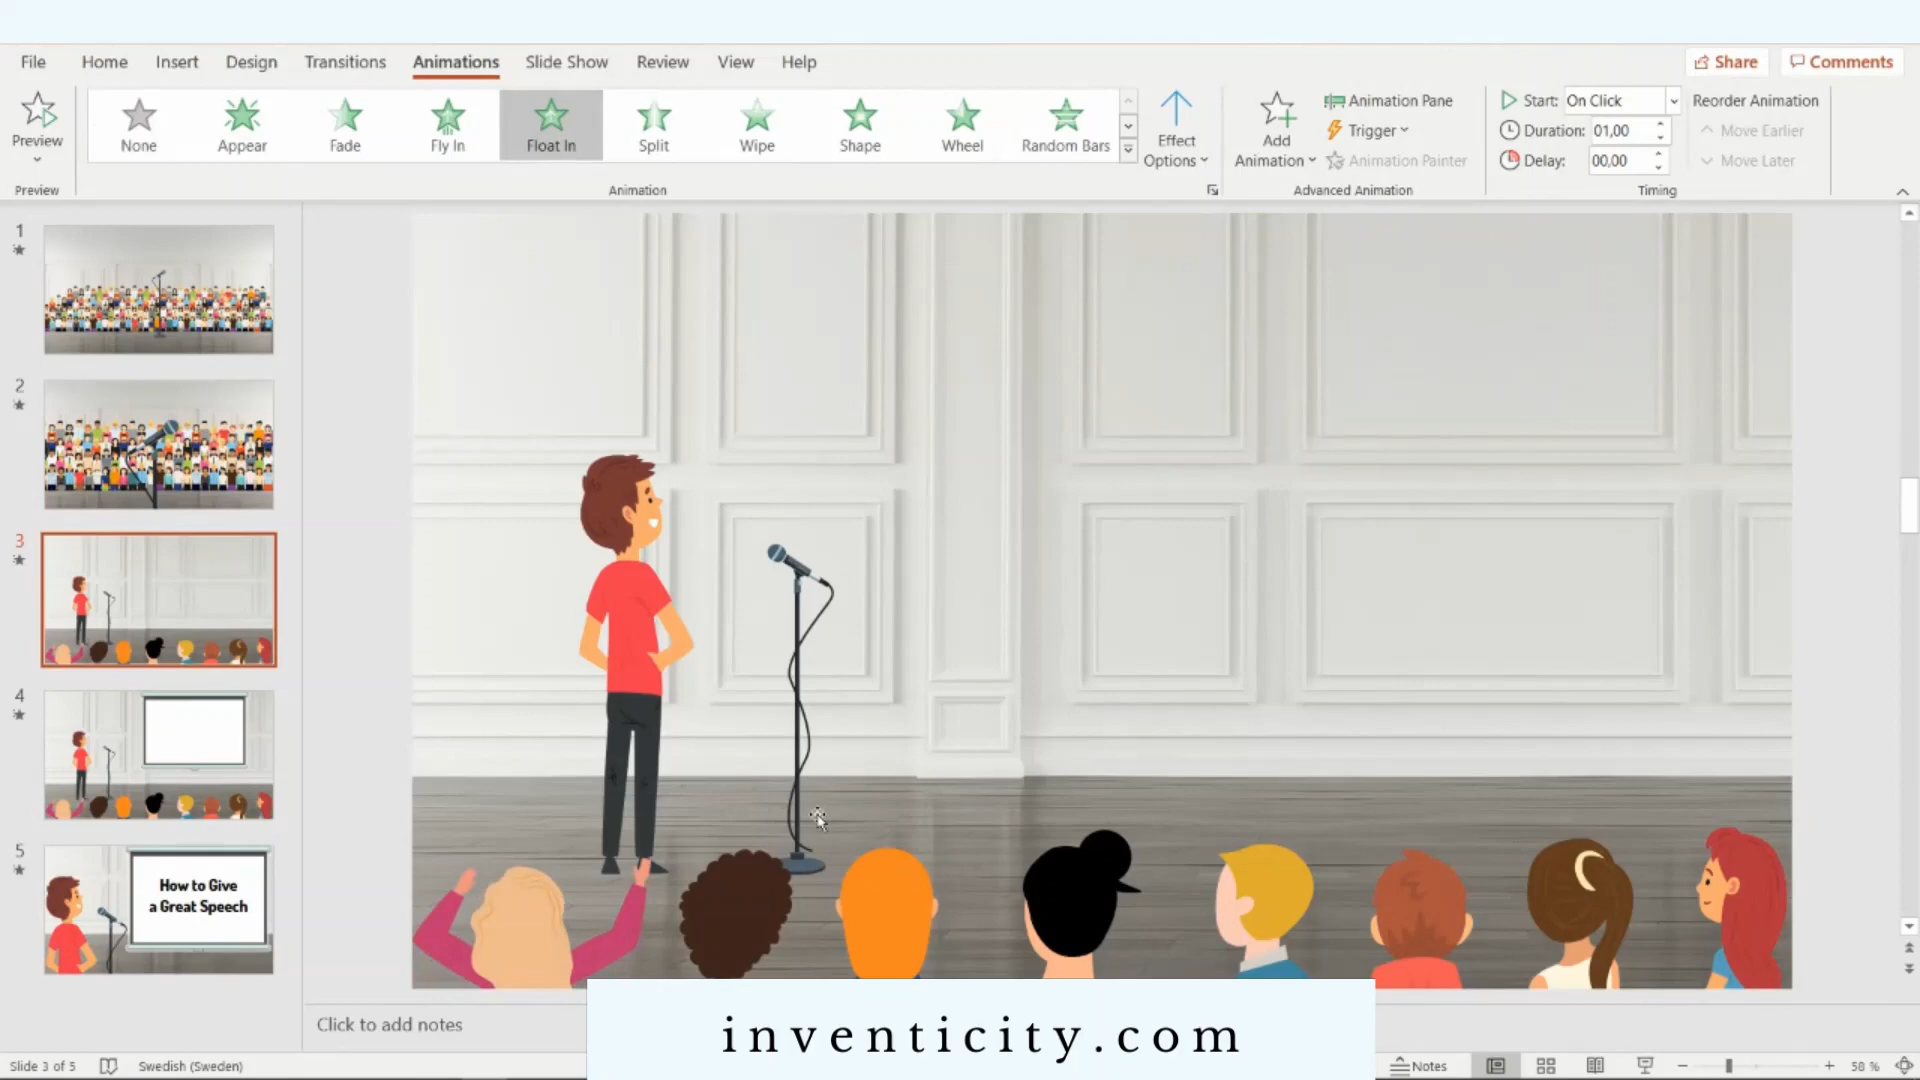 File Home Insert Design Transitions Animations Slide Show Review View Help Share Comments
Preview
None Appear Fade Fly In Float In Split Wipe Shape Wheel Random Bars
Effect Options
Add Animation
Animation Pane
Trigger
Animation Painter
Start: On Click
Duration: 01,00
Delay: 00,00
Reorder Animation
Move Earlier
Move Later
Preview Animation Advanced Animation Timing
1
2
3
4
5
How to Give
a Great Speech
Click to add notes
inventicity.com
Slide 3 of 5 Swedish (Sweden) Notes 58 %